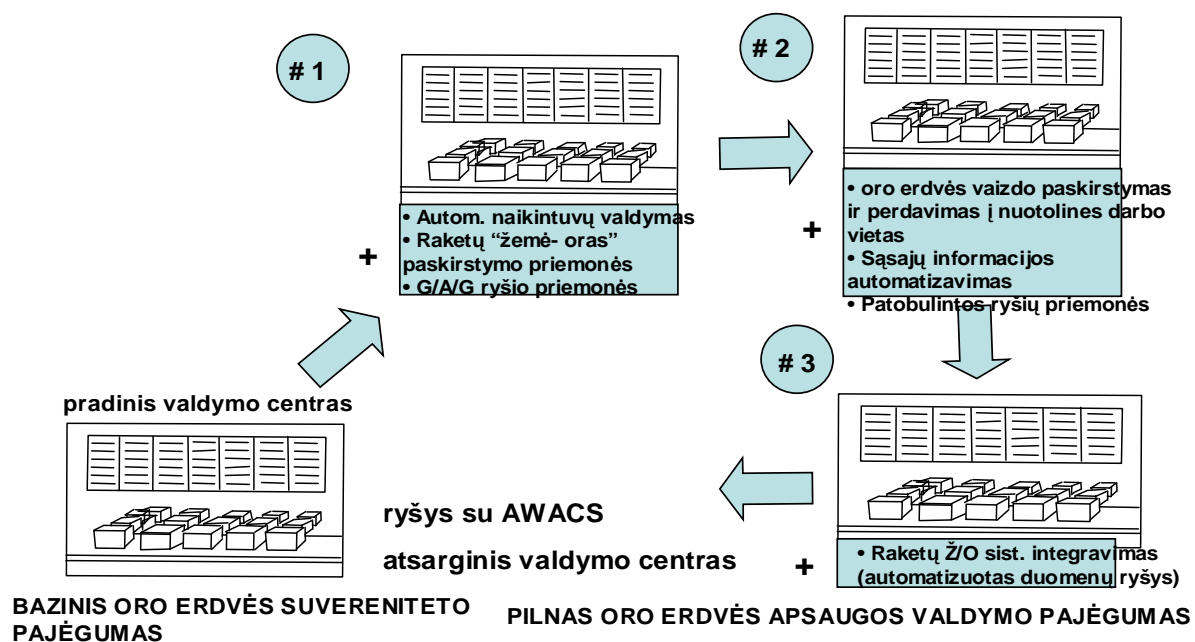 # 1
# 2
• Autom. naikintuvų valdymas
• Raketų “žemė- oras”
paskirstymo priemonės
• G/A/G ryšio priemonės
+
• oro erdvės vaizdo paskirstymas
ir perdavimas į nuotolines darbo
vietas
• Sąsajų informacijos
automatizavimas
• Patobulintos ryšių priemonės
+
# 3
pradinis valdymo centras
ryšys su AWACS
atsarginis valdymo centras
+
• Raketų Ž/O sist. integravimas
(automatizuotas duomenų ryšys)
BAZINIS ORO ERDVĖS SUVERENITETO
PAJĖGUMAS
PILNAS ORO ERDVĖS APSAUGOS VALDYMO PAJĖGUMAS